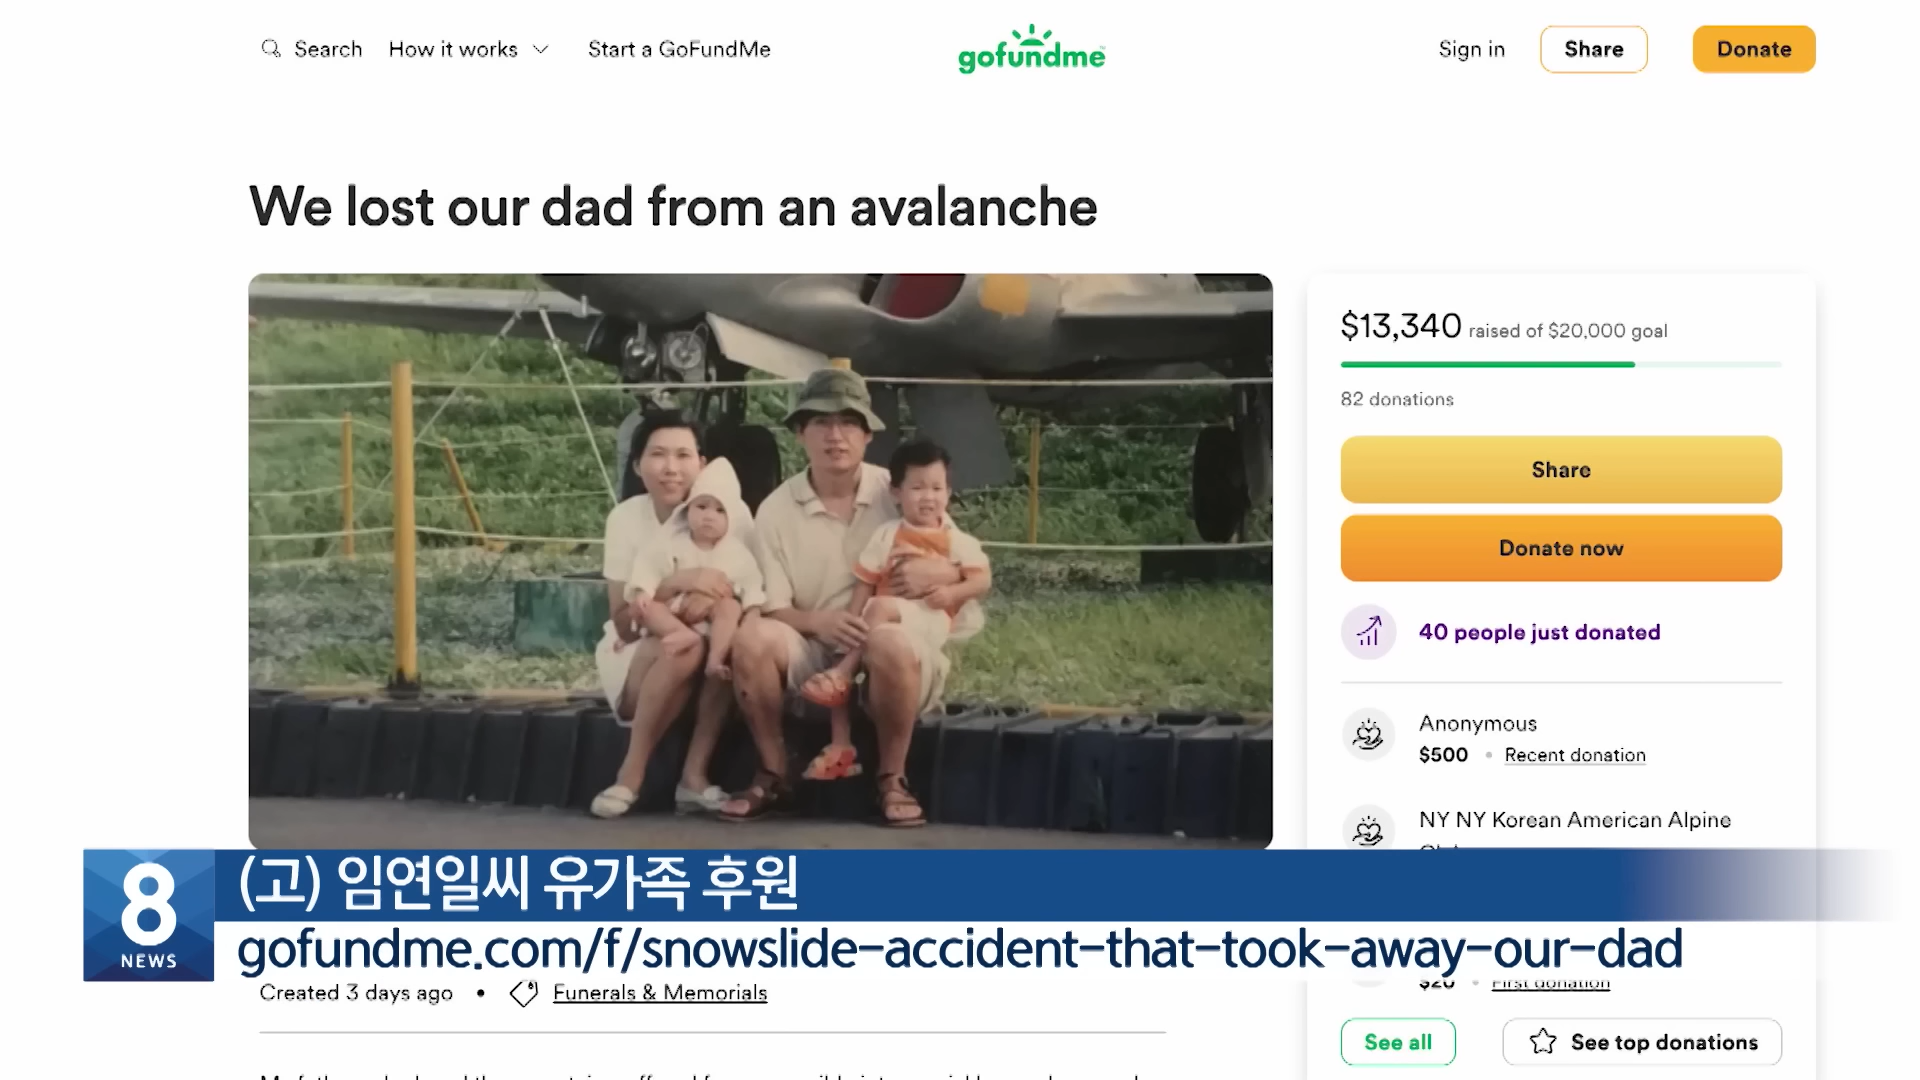 Search How it works Start a GoFundMe gofundme Sign in Share Donate
We lost our dad from an avalanche
$13,340 raised of $20,000 goal
82 donations
Share
Donate now
40 people just donated
Anonymous
$500 • Recent donation
NY NY Korean American Alpine
8 NEWS
(고) 임연일씨 유가족 후원
gofundme.com/f/snowslide-accident-that-took-away-our-dad
$20 • First donation
Created 3 days ago • Funerals & Memorials
See all
See top donations